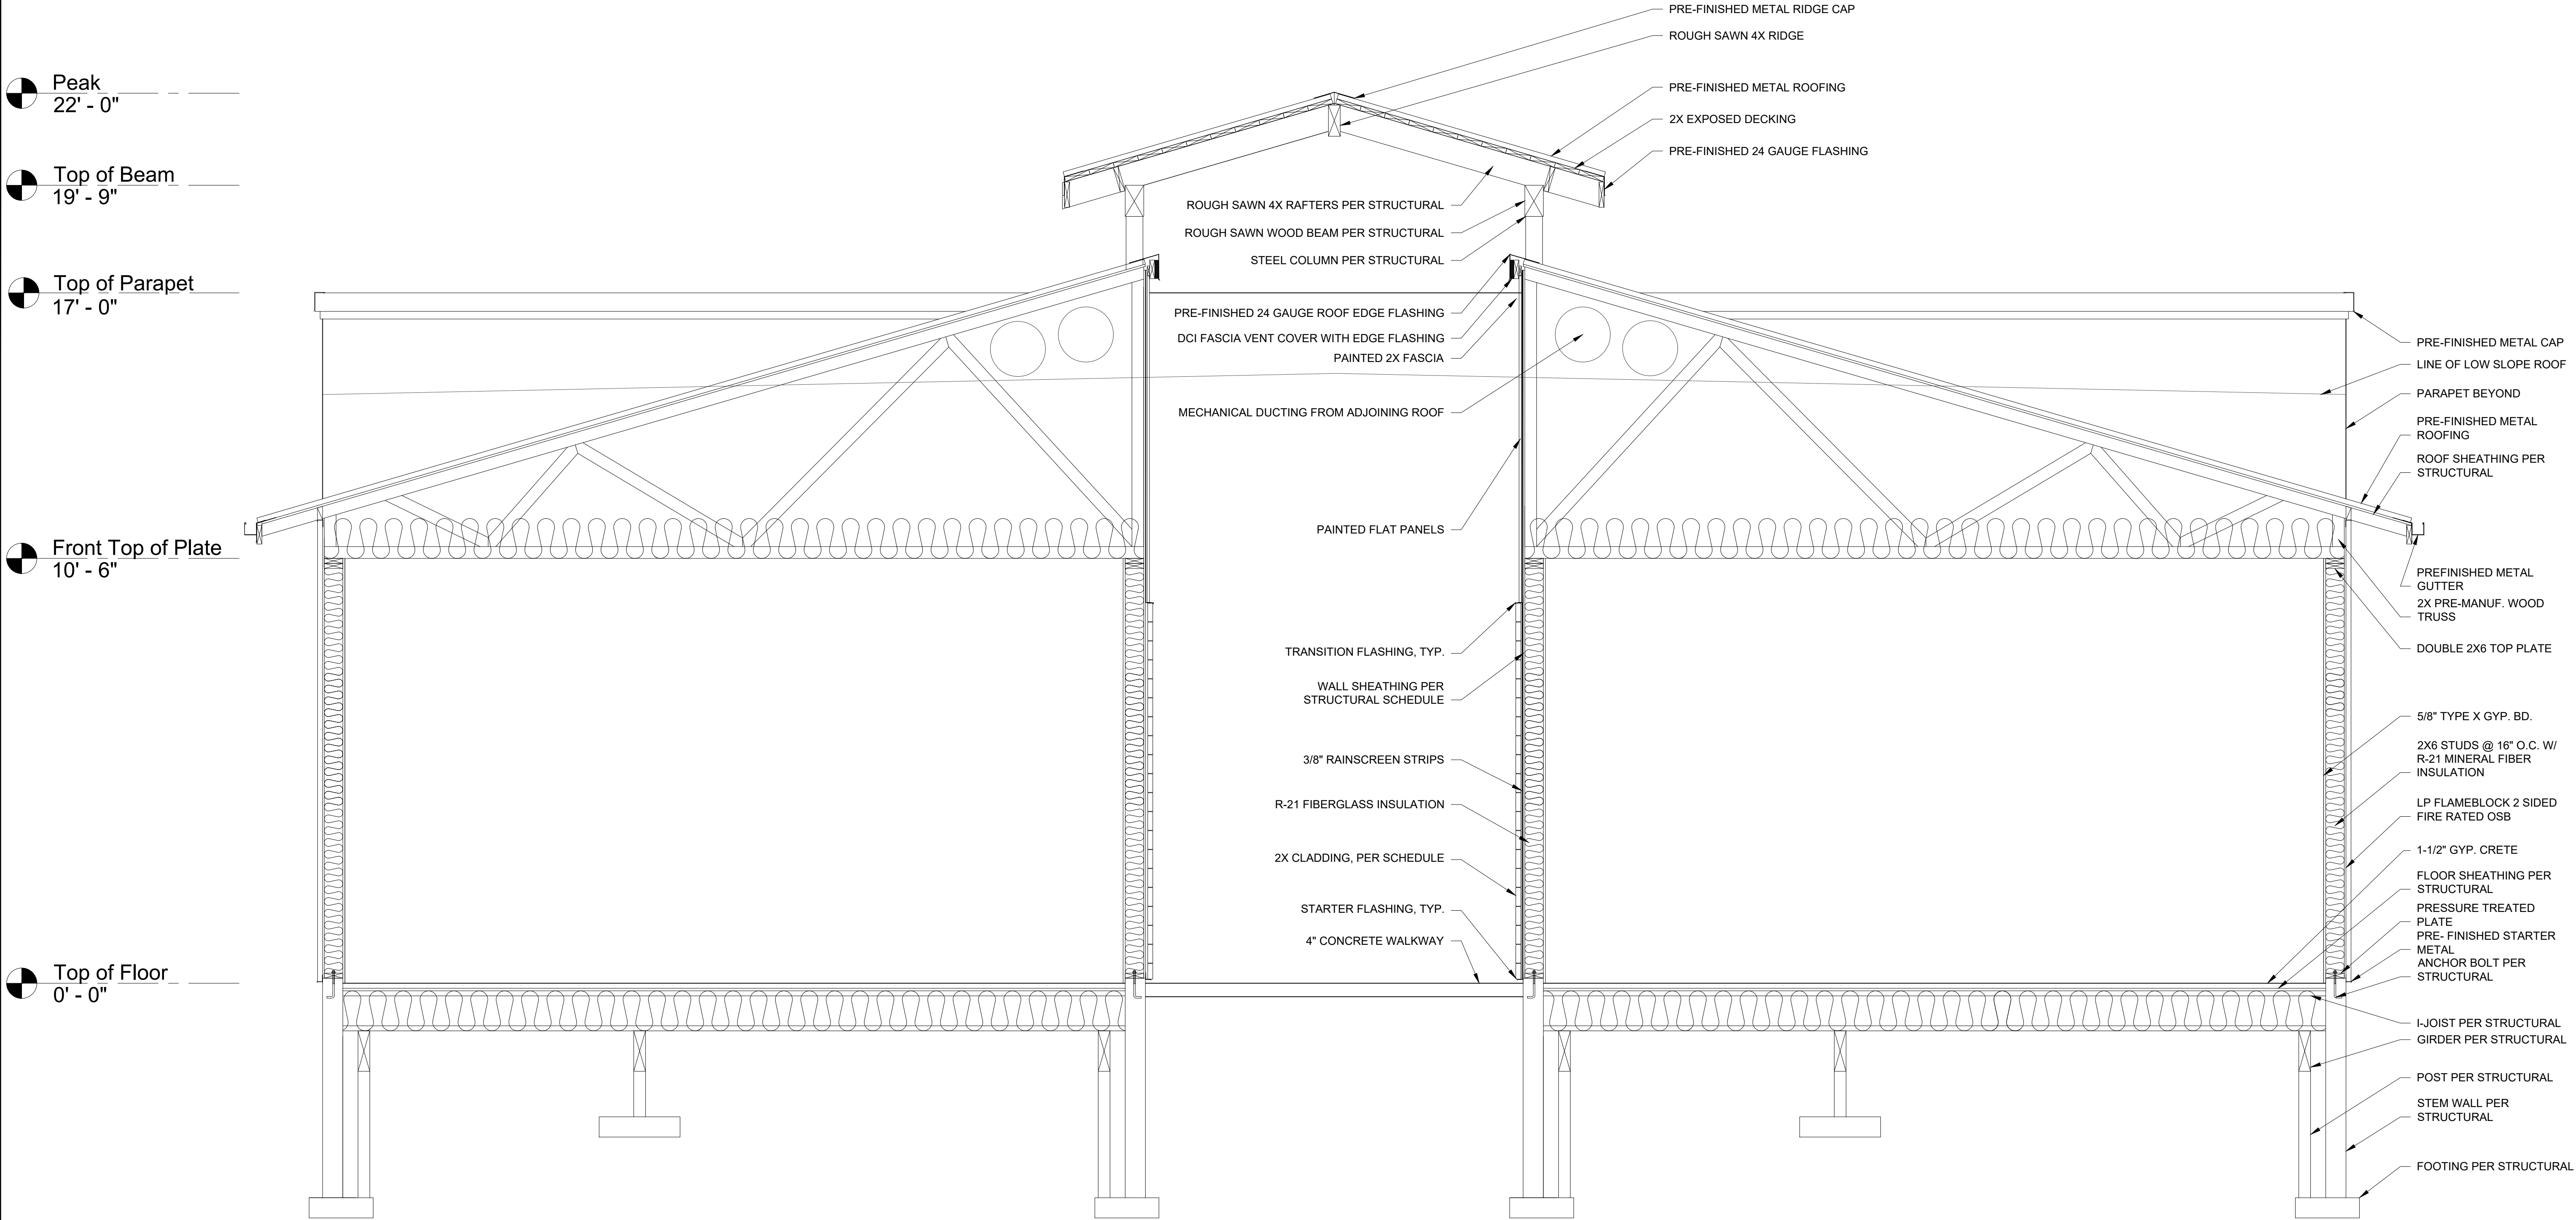 Peak
22' - 0"
Top of Beam
19' - 9"
Top of Parapet
17' - 0"
Front Top of Plate
10' - 6"
Top of Floor
0' - 0"
PRE-FINISHED METAL RIDGE CAP
ROUGH SAWN 4X RIDGE
PRE-FINISHED METAL ROOFING
2X EXPOSED DECKING
PRE-FINISHED 24 GAUGE FLASHING
ROUGH SAWN 4X RAFTERS PER STRUCTURAL
ROUGH SAWN WOOD BEAM PER STRUCTURAL
STEEL COLUMN PER STRUCTURAL
PRE-FINISHED 24 GAUGE ROOF EDGE FLASHING
DCI FASCIA VENT COVER WITH EDGE FLASHING
PAINTED 2X FASCIA
MECHANICAL DUCTING FROM ADJOINING ROOF
PAINTED FLAT PANELS
TRANSITION FLASHING, TYP.
WALL SHEATHING PER
STRUCTURAL SCHEDULE
3/8" RAINSCREEN STRIPS
R-21 FIBERGLASS INSULATION
2X CLADDING, PER SCHEDULE
STARTER FLASHING, TYP.
4" CONCRETE WALKWAY
PRE-FINISHED METAL CAP
LINE OF LOW SLOPE ROOF
PARAPET BEYOND
PRE-FINISHED METAL
ROOFING
ROOF SHEATHING PER
STRUCTURAL
PREFINISHED METAL
GUTTER
2X PRE-MANUF. WOOD
TRUSS
DOUBLE 2X6 TOP PLATE
5/8" TYPE X GYP. BD.
2X6 STUDS @ 16" O.C. W/
R-21 MINERAL FIBER
INSULATION
LP FLAMEBLOCK 2 SIDED
FIRE RATED OSB
1-1/2" GYP. CRETE
FLOOR SHEATHING PER
STRUCTURAL
PRESSURE TREATED
PLATE
PRE- FINISHED STARTER
METAL
ANCHOR BOLT PER
STRUCTURAL
I-JOIST PER STRUCTURAL
GIRDER PER STRUCTURAL
POST PER STRUCTURAL
STEM WALL PER
STRUCTURAL
FOOTING PER STRUCTURAL